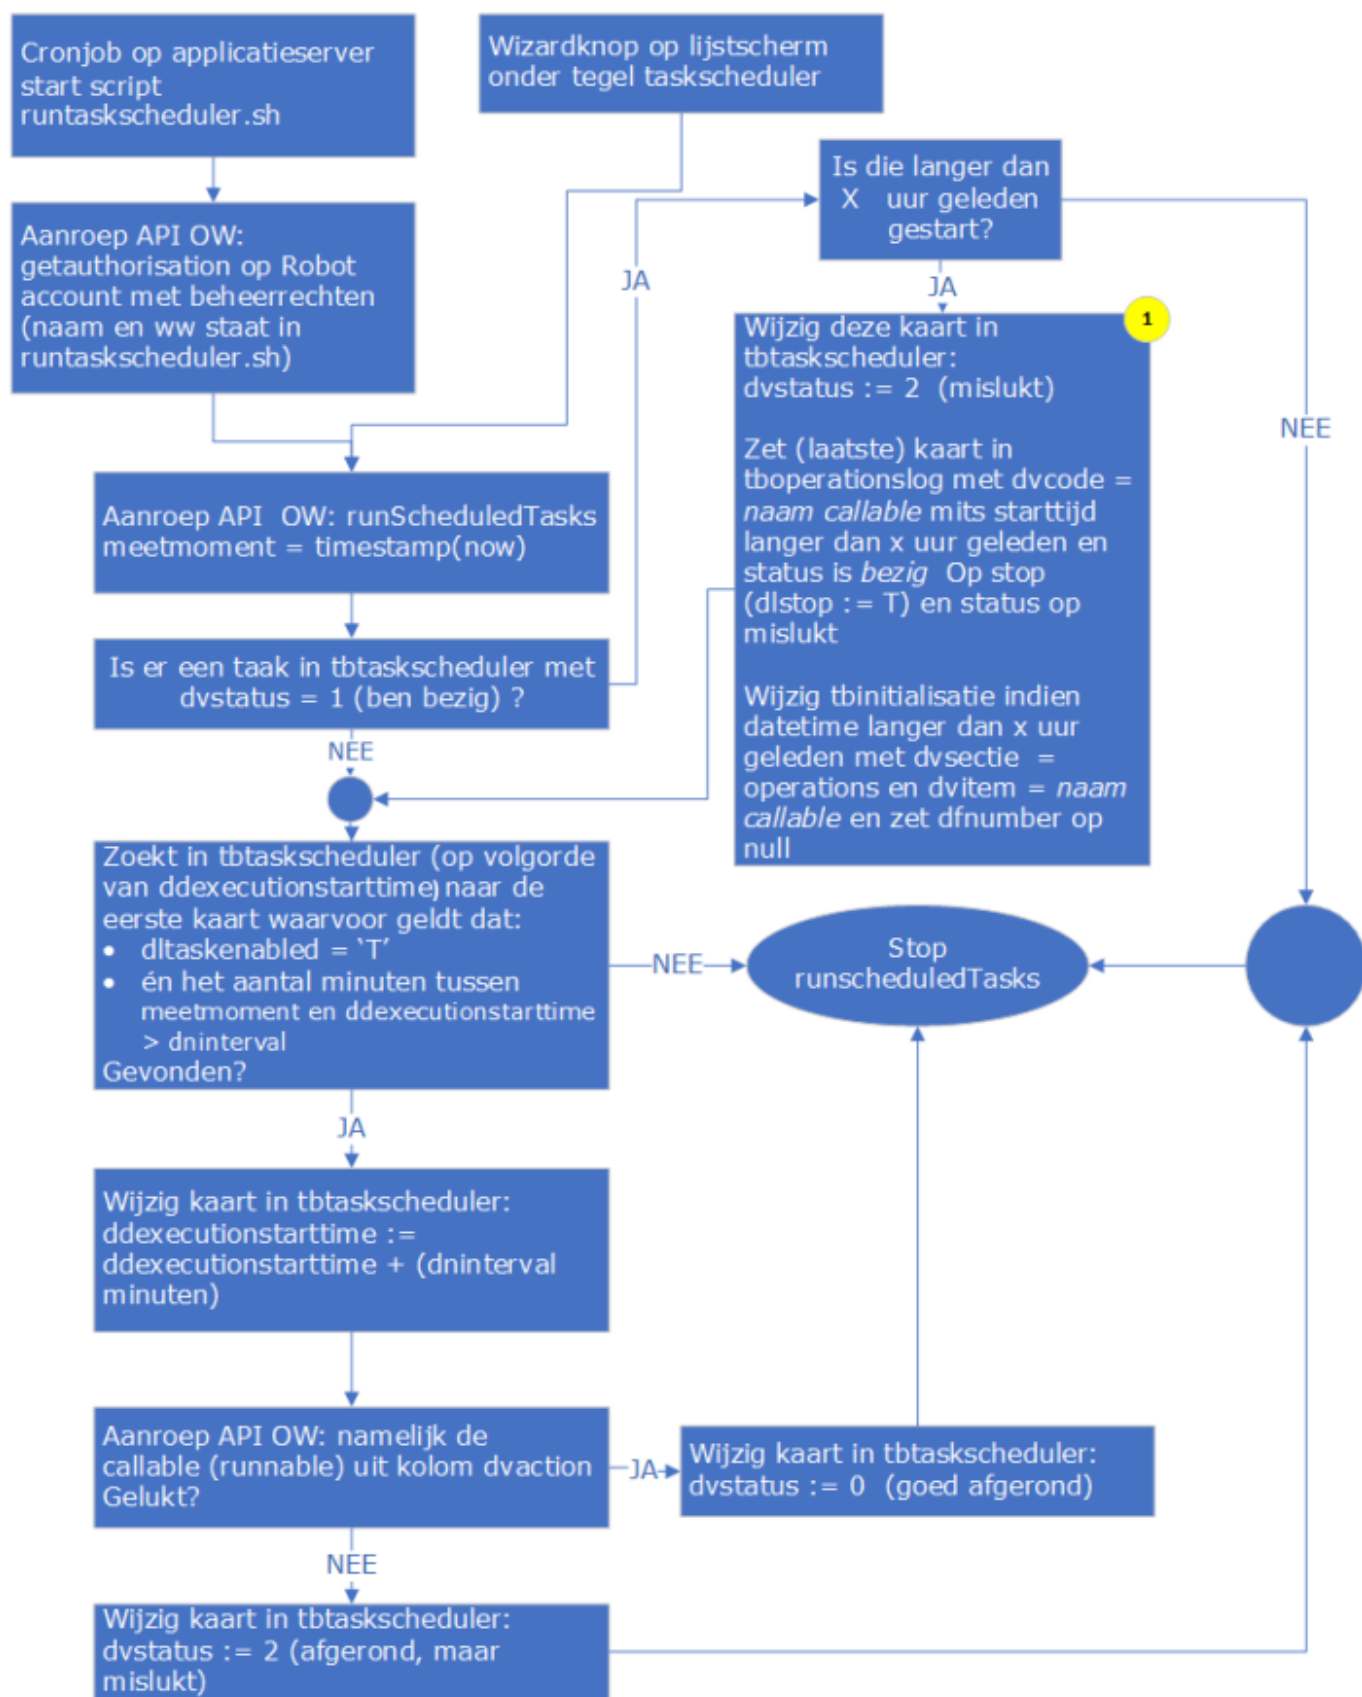 Cronjob op applicatieserver
start script
runtaskscheduler.sh
Wizardknop op lijstscherm
onder tegel taskscheduler
Is die langer dan
X uur geleden
gestart?
Aanroep API OW:
getauthorisation op Robot
account met beheerrechten
(naam en ww staat in
runtaskscheduler.sh)
JA
JA
NEE
1
Wijzig deze kaart in
tbtaskscheduler:
dvstatus := 2 (mislukt)
Zet (laatste) kaart in
tboperationslog met dvcode =
naam callable mits starttijd
langer dan x uur geleden en
status is bezig Op stop
(dlstop := T) en status op
mislukt
Wijzig tbinitialisatie indien
datetime langer dan x uur
geleden met dvsectie =
operations en dvitem = naam
callable en zet dfnumber op
null
Aanroep API OW: runScheduledTasks
meetmoment = timestamp(now)
Is er een taak in tbtaskscheduler met
dvstatus = 1 (ben bezig) ?
NEE
Zoekt in tbtaskscheduler (op volgorde
van ddexecutionstarttime) naar de
eerste kaart waarvoor geldt dat:
• dltaskenabled = ‘T’
• én het aantal minuten tussen
meetmoment en ddexecutionstarttime
> dninterval
Gevonden?
NEE
Stop
runscheduledTasks
JA
Wijzig kaart in tbtaskscheduler:
ddexecutionstarttime :=
ddexecutionstarttime + (dninterval
minuten)
Aanroep API OW: namelijk de
callable (runnable) uit kolom dvaction
Gelukt?
JA
Wijzig kaart in tbtaskscheduler:
dvstatus := 0 (goed afgerond)
NEE
Wijzig kaart in tbtaskscheduler:
dvstatus := 2 (afgerond, maar
mislukt)